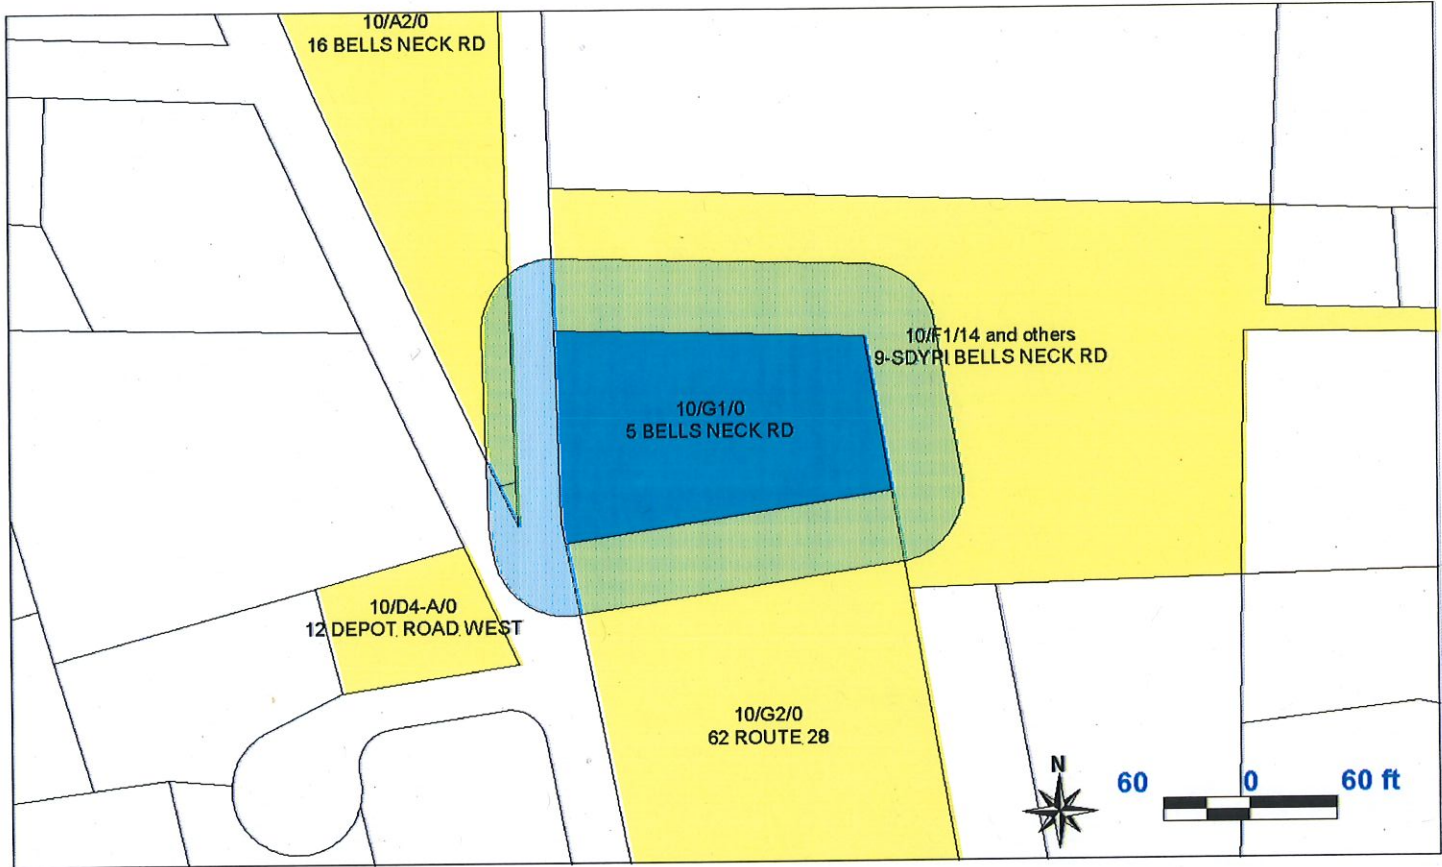 10/A2/0
16 BELLS NECK RD
10/F1/14 and others
9-SDYPI BELLS NECK RD
10/G1/0
5 BELLS NECK RD
10/D4-A/0
12 DEPOT ROAD WEST
10/G2/0
62 ROUTE 28
N
60 0 60 ft